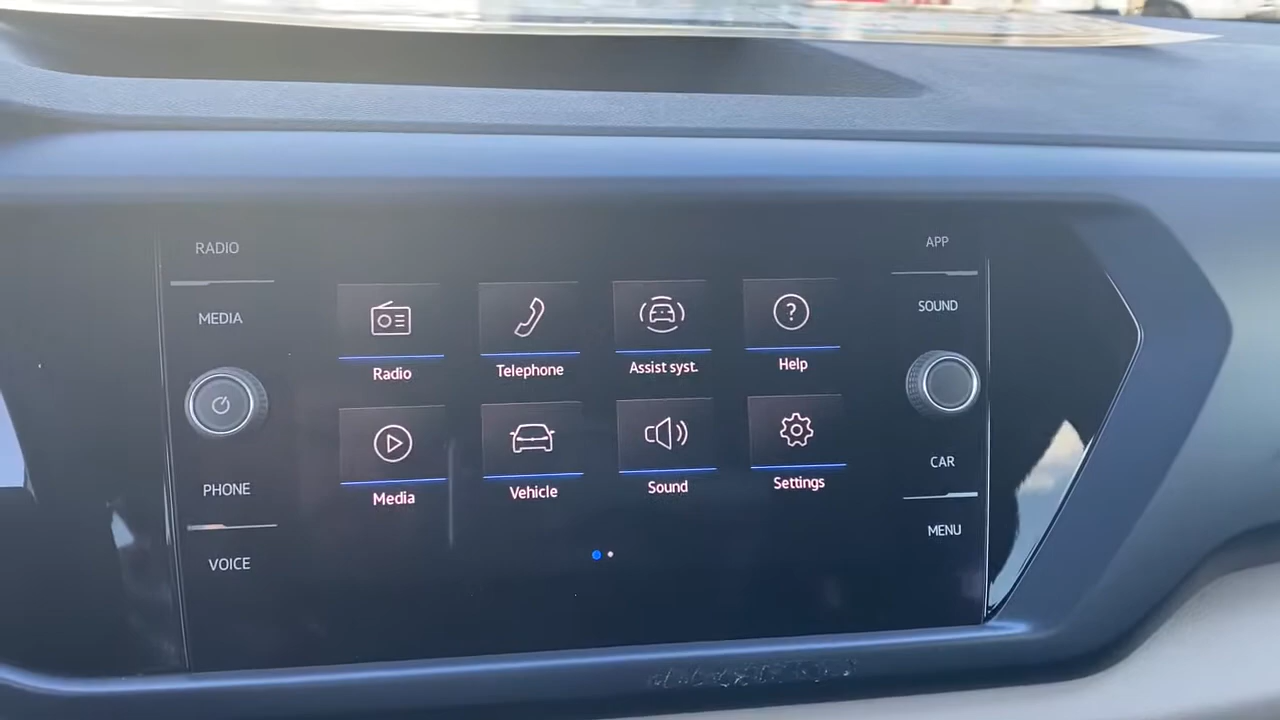 RADIO
MEDIA
PHONE
VOICE
Radio
Telephone
Assist syst.
Help
?
Media
Vehicle
Sound
Settings
APP
SOUND
CAR
MENU